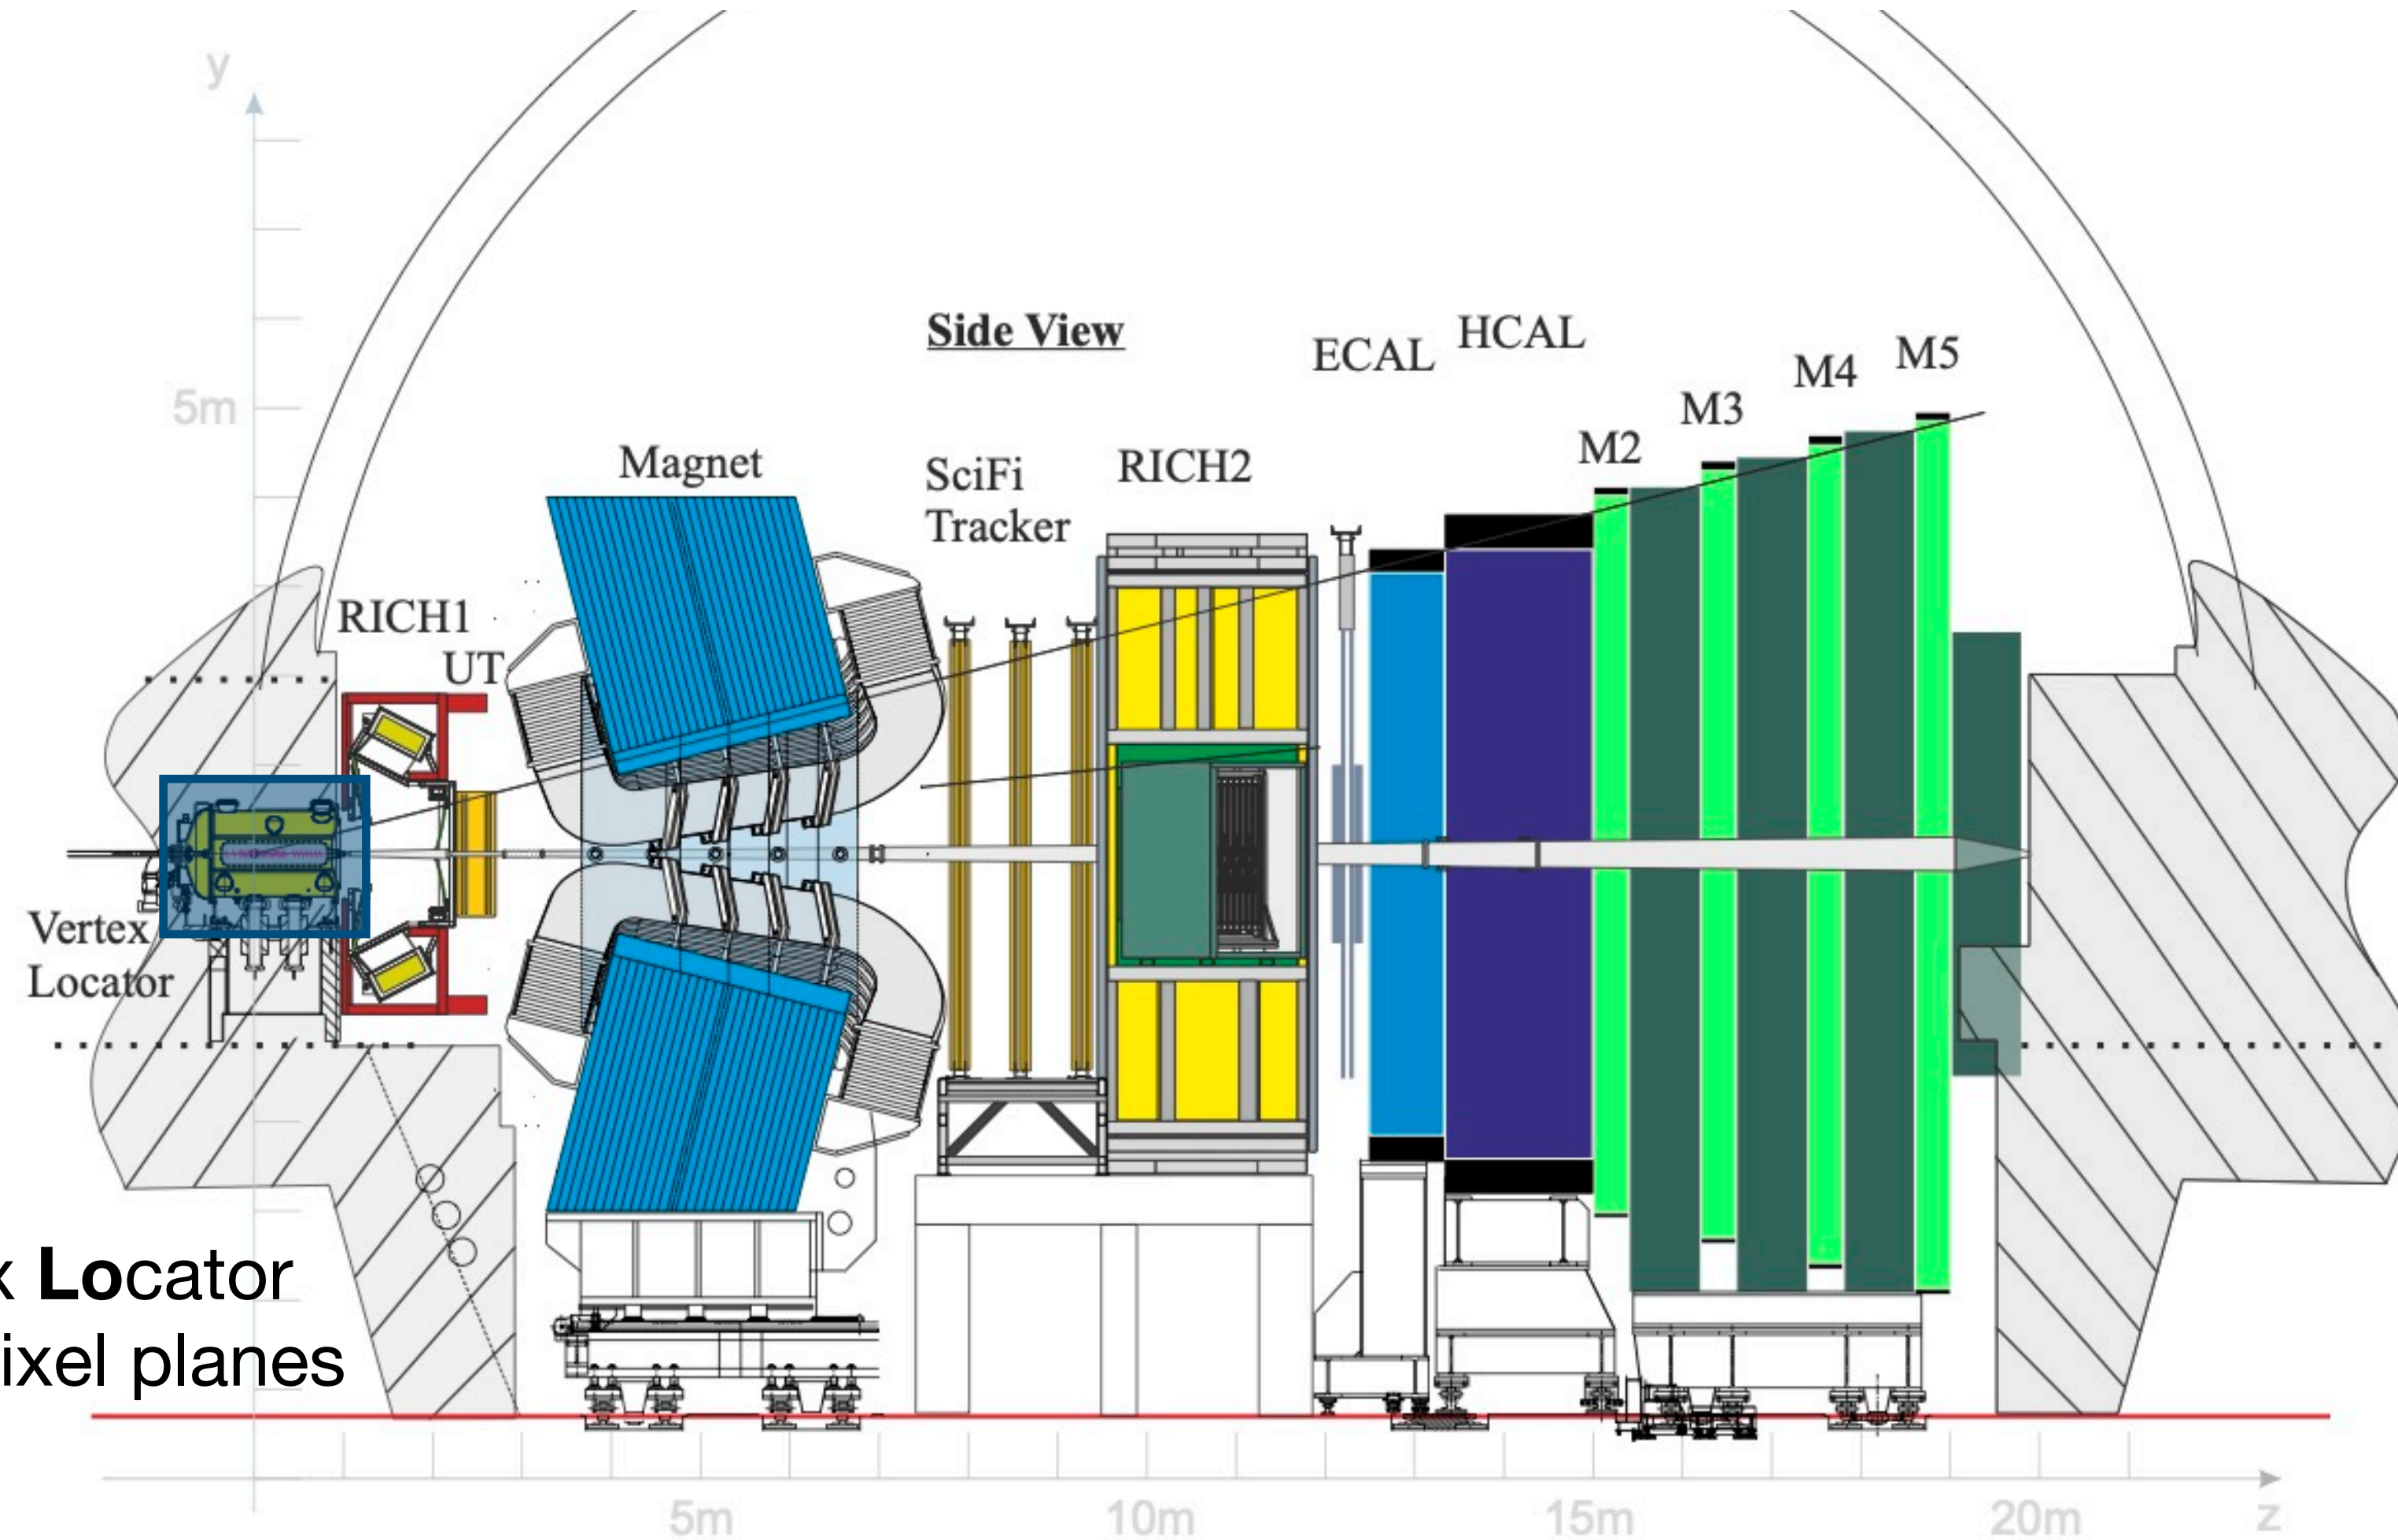 y
Side View
ECAL
HCAL
M5
M4
M3
M2
5m
Magnet
SciFi
Tracker
RICH2
RICH1
UT
Vertex
Locator
x Locator
ixel planes
5m
10m
15m
20m
z